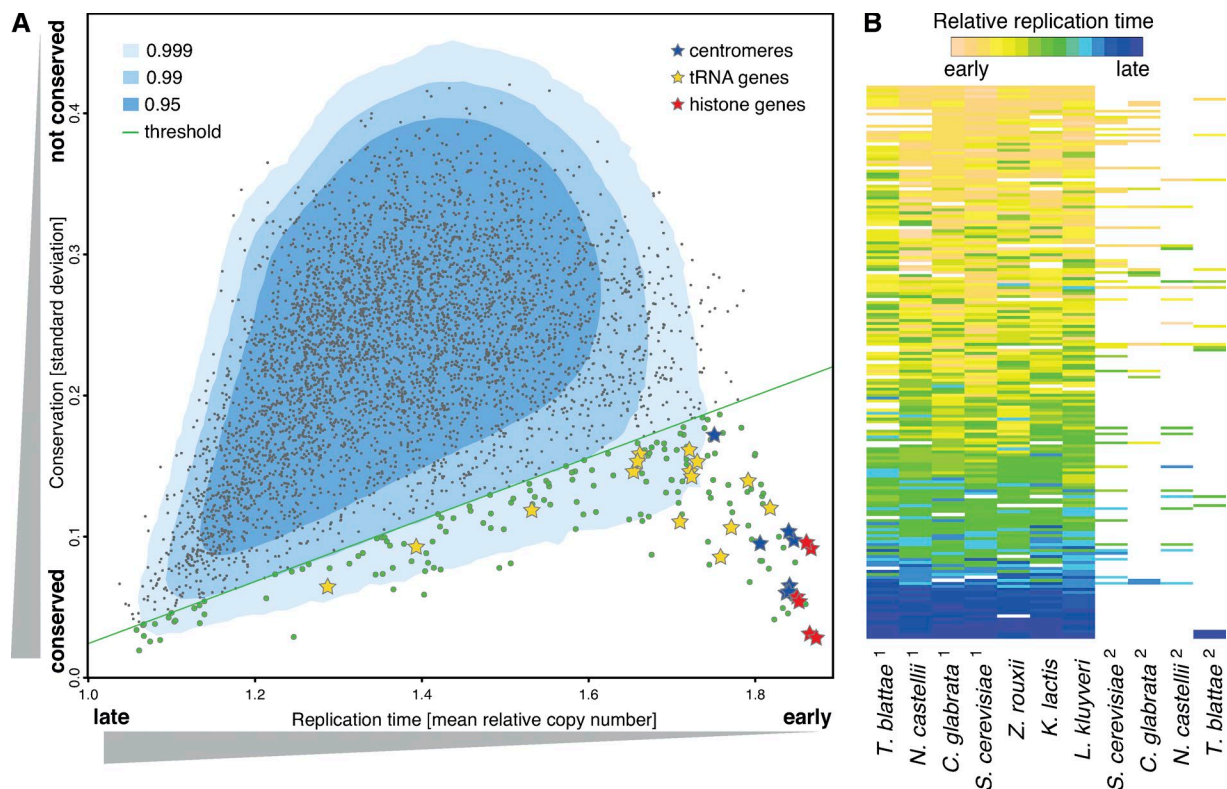 A
not conserved
Conservation [standard deviation]
conserved
0.999
0.99
0.95
threshold
centromeres
tRNA genes
histone genes
0.4
0.3
0.2
0.1
0.0
1.0 1.2 1.4 1.6 1.8
late Replication time [mean relative copy number] early
B
Relative replication time
early late
T. blattae 1
N. castellii 1
C. glabrata 1
S. cerevisiae 1
Z. rouxii
K. lactis
L. kluyveri
S. cerevisiae 2
C. glabrata 2
N. castellii 2
T. blattae 2